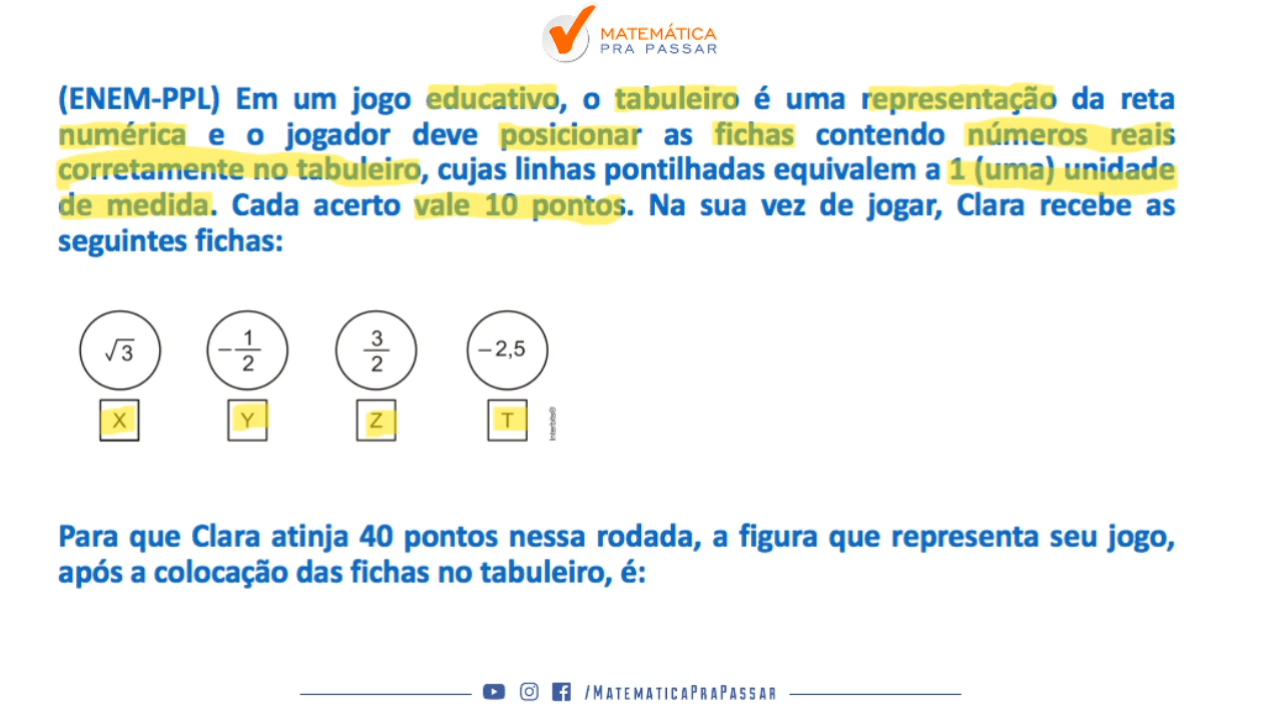 MATEMÁTICA
PRA PASSAR
(ENEM-PPL) Em um jogo educativo, o tabuleiro é uma representação da reta
numérica e o jogador deve posicionar as fichas contendo números reais
corretamente no tabuleiro, cujas linhas pontilhadas equivalem a 1 (uma) unidade
de medida. Cada acerto vale 10 pontos. Na sua vez de jogar, Clara recebe as
seguintes fichas:
√3 -1/2 3/2 -2,5
X Y Z T
Interbits®
Para que Clara atinja 40 pontos nessa rodada, a figura que representa seu jogo,
após a colocação das fichas no tabuleiro, é:
/MATEMATICAPRAPASSAR